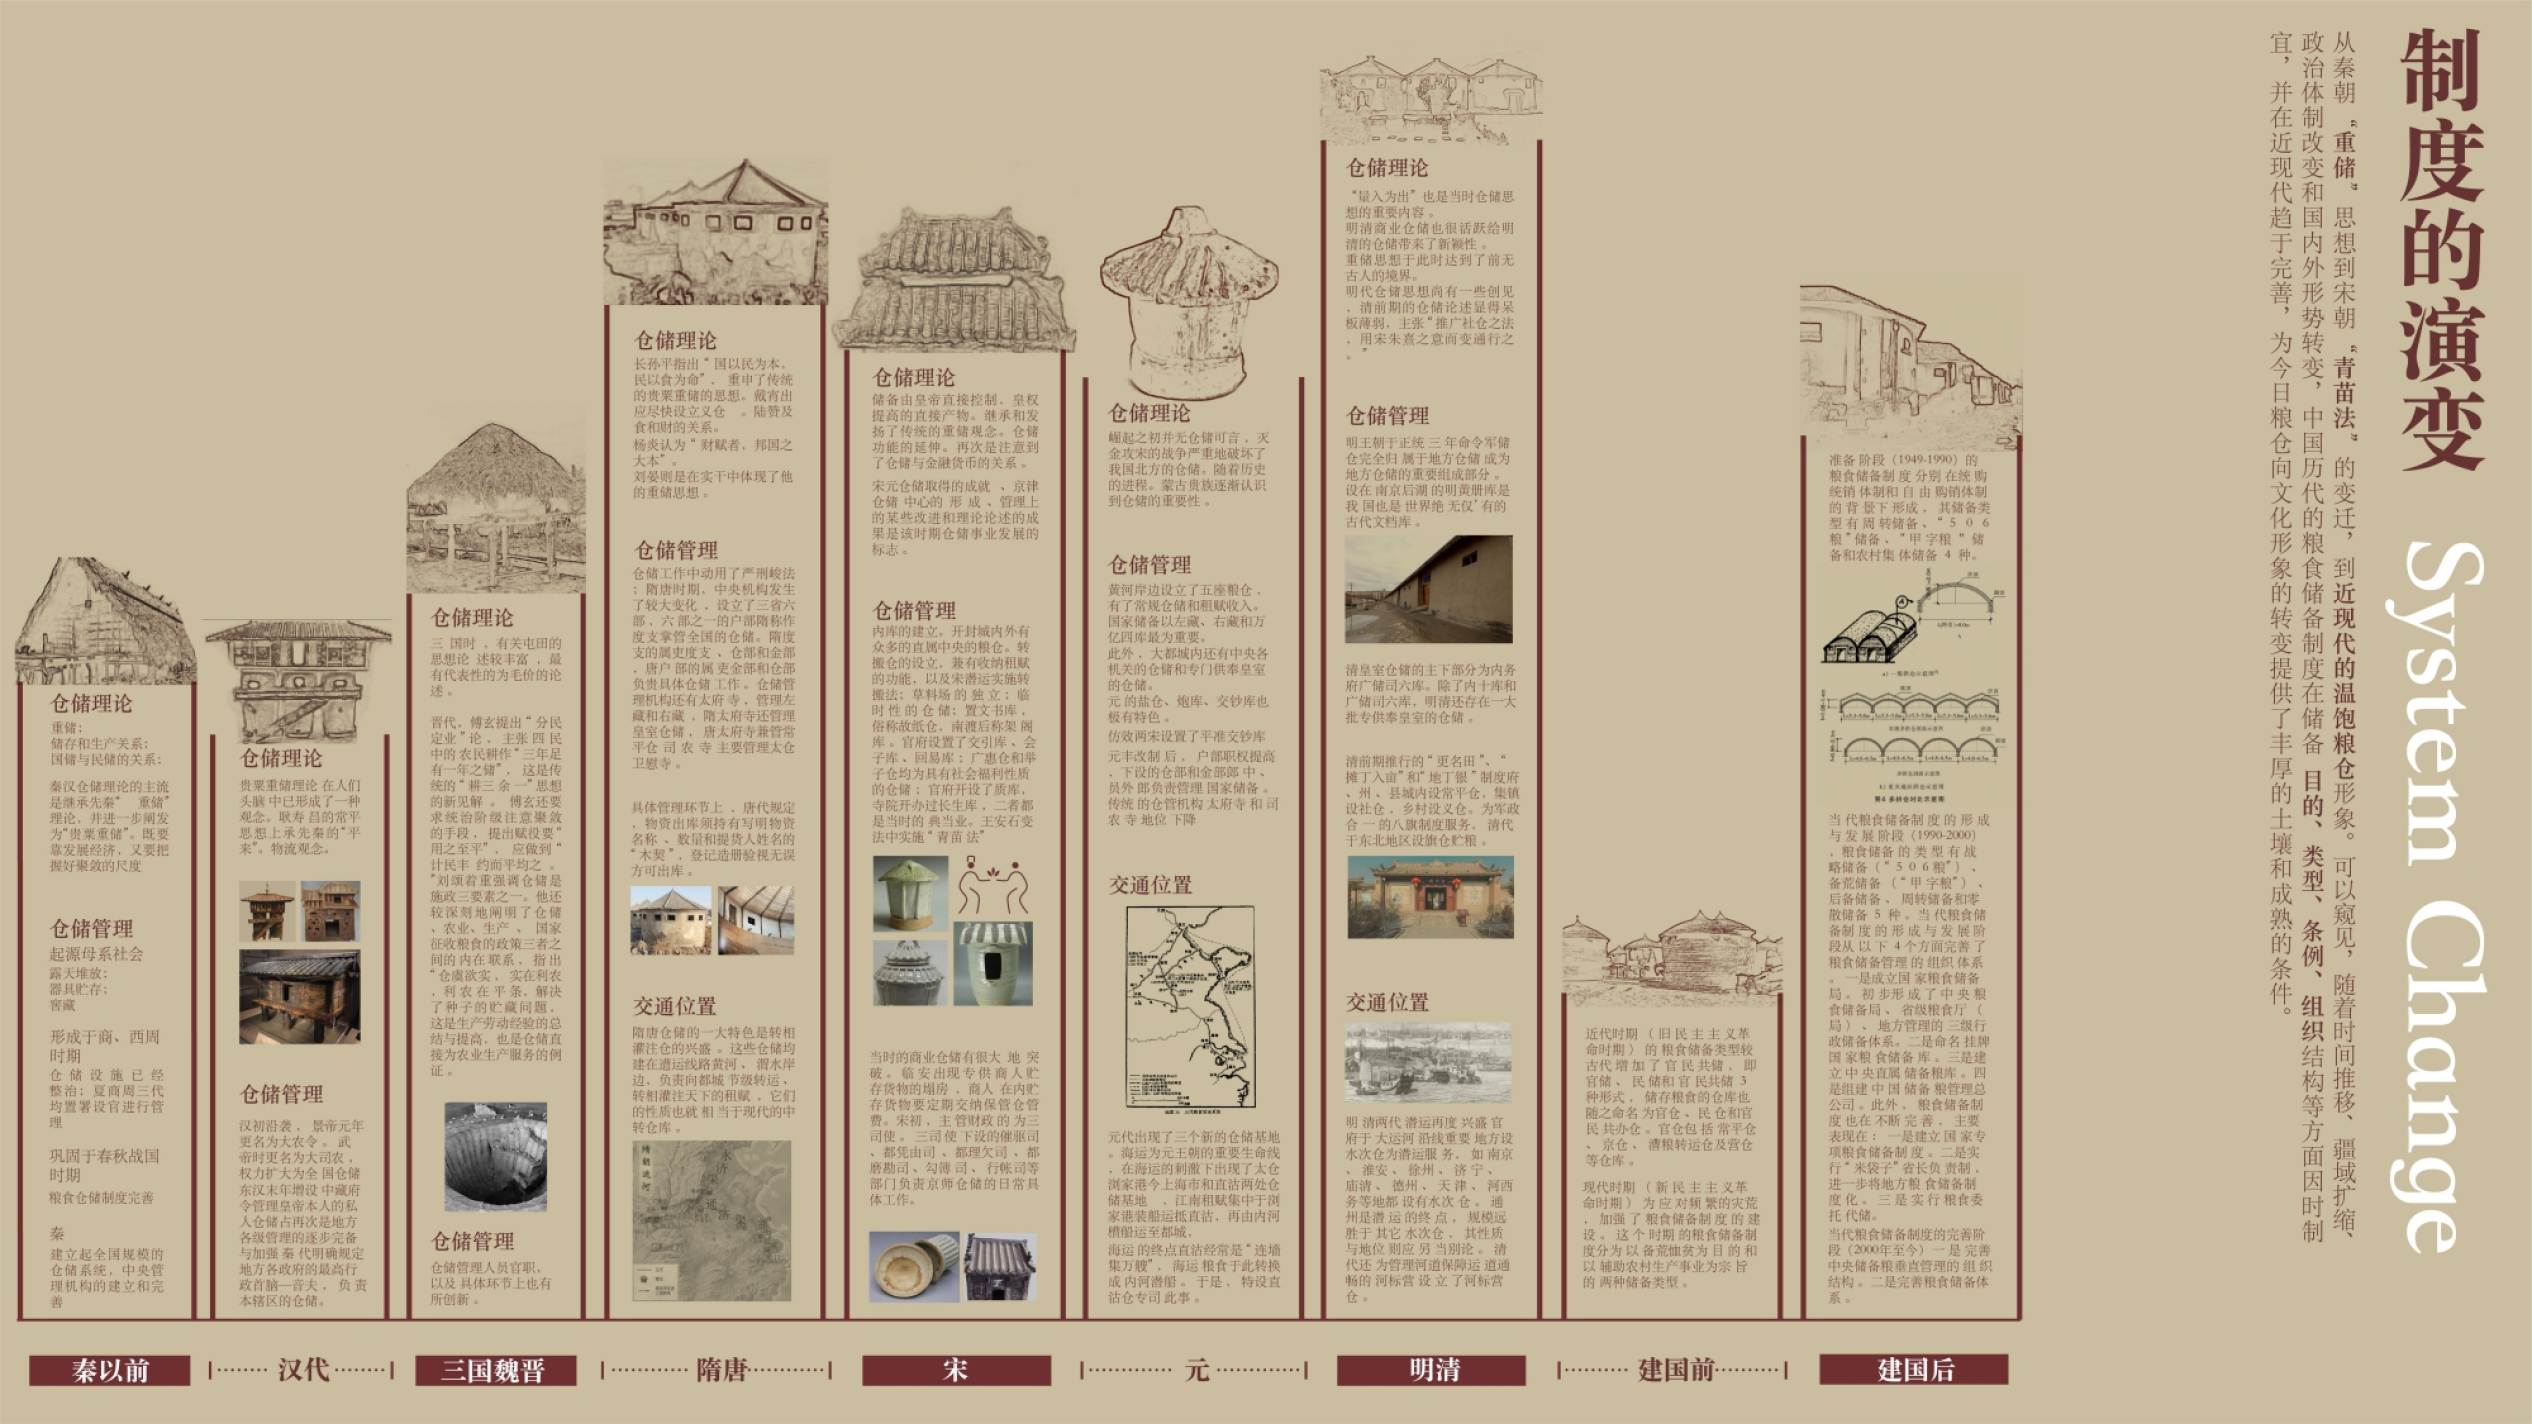 制度的演变 System Change
从秦朝“重储”思想到宋朝“青苗法”的变迁，到近现代的温饱粮仓形象。可以窥见，随着时间推移、疆域扩缩、
政治体制改变和国内外形势转变，中国历代的粮食储备制度在储备目的、类型、条例、组织结构等方面因时制
宜，并在近现代趋于完善，为今日粮仓向文化形象的转变提供了丰厚的土壤和成熟的条件。
仓储理论
重储；
储存和生产关系；
国储与民储的关系；
秦汉仓储理论的主流
是继承先秦“ 重储”
理论，并进一步阐发
为“贵粟重储”。既要
靠发展经济，又要把
握好聚敛的尺度
仓储管理
起源母系社会
露天堆放；
器具贮存；
窖藏
形成于商、西周
时期
仓储设施已经
整治；夏商周三代
均置署设官进行管
理
巩固于春秋战国
时期
粮食仓储制度完善
秦
建立起全国规模的
仓储系统，中央管
理机构的建立和完
善
秦以前
仓储理论
贵粟重储理论在人们
头脑中已形成了一种
观念。耿寿昌的常平
思想上承先秦的“平
来”。物流观念。
仓储管理
汉初沿袭，景帝元年
更名为大农令。武
帝时更名为大司农，
权力扩大为全国仓储
东汉末年增设中藏府
令管理皇帝本人的私
人仓储占再次是地方
各级管理的逐步完备
与加强秦代明确规定
地方各政府的最高行
政首脑—啬夫，负责
本辖区的仓储。
汉代
仓储理论
三国时，有关屯田的
思想论述较丰富，最
有代表性的为毛价的论
述。
晋代，傅玄提出“分民
定业”论，主张四民
中的农民耕作“三年足
有一年之储”，这是传
统的“耕三余一”思想
的新见解。傅玄还要
求统治阶级注意聚敛
的手段，提出赋役要“
用之至平”，应做到“
计民丰约而平均之。
”刘颂着重强调仓储是
施政三要素之一。他还
较深刻地阐明了仓储
、农业、生产、国家
征收粮食的政策三者之
间的内在联系，指出
“仓虞欲实，实在利农
，利农在平条，解决
了种子的贮藏问题，
这是生产劳动经验的总
结与提高，也是仓储直
接为农业生产服务的例
证。
仓储管理
仓储管理人员官职，
以及具体环节上也有
所创新。
三国魏晋
仓储理论
长孙平指出“国以民为本，
民以食为命”，重申了传统
的贵粟重储的思想。戴胄出
应尽快设立义仓 。陆贽及
食和财的关系。
杨炎认为“财赋者，邦国之
大本”。
刘晏则是在实干中体现了他
的重储思想。
仓储管理
仓储工作中动用了严刑峻法
；隋唐时期，中央机构发生
了较大变化，设立了三省六
部，六部之一的户部隋称作
度支掌管全国的仓储。隋度
支的属吏度支、仓部和金部
，唐户部的属吏金部和仓部
负责具体仓储工作。仓储管
理机构还有太府寺，管理左
藏和右藏，隋太府寺还管理
皇室仓储，唐太府寺兼管常
平仓司农寺主要管理太仓
卫慰寺。
具体管理环节上，唐代规定
，物资出库须持有写明物资
名称、数量和提货人姓名的
“木契”，登记造册验视无误
方可出库。
交通位置
隋唐仓储的一大特色是转相
灌注仓的兴盛。这些仓储均
建在遭运线路黄河、渭水岸
边，负责向都城节级转运、
转相灌注天下的租赋，它们
的性质也就相当于现代的中
转仓库。
隋朝运河
永济渠
通济渠
隋唐
仓储理论
储备由皇帝直接控制，皇权
提高的直接产物。继承和发
扬了传统的重储观念。仓储
功能的延伸。再次是注意到
了仓储与金融货币的关系。
宋元仓储取得的成就、京律
仓储中心的形成、管理上
的某些改进和理论论述的成
果是该时期仓储事业发展的
标志。
仓储管理
内库的建立，开封城内外有
众多的直属中央的粮仓。转
搬仓的设立，兼有收纳租赋
的功能，以及宋潜运实施转
搬法；草料场的独立；临
时性的仓储；置文书库，
俗称故纸仓，南渡后称架阁
库。官府设置了交引库、会
子库、回易库；广惠仓和举
子仓均为具有社会福利性质
的仓储；官府开设了质库，
寺院开办过长生库，二者都
是当时的典当业。王安石变
法中实施“青苗法”
当时的商业仓储有很大地突
破。临安出现专供商人贮
存货物的塌房，商人在内贮
存货物要定期交纳保管仓管
费。宋初，主管财政的为三
司使。三司使下设的催驱司
、都凭由司、都理欠司、都
磨勘司、勾簿司、行帐司等
部门负责京师仓储的日常具
体工作。
宋
仓储理论
崛起之初并无仓储可言，灭
金攻宋的战争严重地破坏了
我国北方的仓储。随着历史
的进程。蒙古贵族逐渐认识
到仓储的重要性。
仓储管理
黄河岸边设立了五座粮仓，
有了常规仓储和租赋收入。
国家储备以左藏、右藏和万
亿四库最为重要。
此外，大都城内还有中央各
机关的仓储和专门供奉皇室
的仓储。
元的盐仓、炮库、交钞库也
极有特色。
仿效两宋设置了平准交钞库
元丰改制后，户部职权提高
，下设的仓部和金部郎中、
员外郎负责管理国家储备。
传统的仓管机构太府寺和司
农寺地位下降
交通位置
元代出现了三个新的仓储基地
。海运为元王朝的重要生命线
，在海运的刺激下出现了太仓
浏家港今上海市和直沽两处仓
储基地 ，江南租赋集中于浏
家港装船运抵直沽，再由内河
槽船运至都城，
海运的终点直沽经常是“连墙
集万艘”，海运粮食于此转换
成内河潜船。于是，特设直
沽仓专司此事。
元
仓储理论
“量入为出”也是当时仓储思
想的重要内容。
明清商业仓储也很活跃给明
清的仓储带来了新颖性。
重储思想于此时达到了前无
古人的境界。
明代仓储思想尚有一些创见
，清前期的仓储论述显得呆
板薄弱，主张“推广社仓之法
，用宋朱熹之意而变通行之
。”
仓储管理
明王朝于正统三年命令军储
仓完全归属于地方仓储成为
地方仓储的重要组成部分。
设在南京后湖的明黄册库是
我国也是世界绝无仅'有的
古代文档库。
清皇室仓储的主下部分为内务
府广储司六库。除了内十库和
广储司六库，明清还存在一大
批专供奉皇室的仓储。
清前期推行的“更名田”、“
摊丁入亩”和“地丁银”制度府
、州、县城内设常平仓，集镇
设社仓，乡村设义仓。为军政
合一的八旗制度服务，清代
于东北地区设旗仓贮粮。
交通位置
明清两代潜运再度兴盛官
府于大运河沿线重要地方设
水次仓为潜运服务，如南京
、淮安、徐州、济宁、
庙清、德州、天津、河西
务等地都设有水次仓。通
州是潜运的终点，规模远
胜于其它水次仓，其性质
与地位则应另当别论。清
代还为管理河道保障运道通
畅的河标营设立了河标营
仓。
明清
近代时期（旧民主主义革
命时期）的粮食储备类型较
古代增加了官民共储，即
官储、民储和官民共储3
种形式，储存粮食的仓库也
随之命名为官仓、民仓和官
民共办仓。官仓包括常平仓
、京仓、漕粮转运仓及营仓
等仓库。
现代时期（新民主主义革
命时期）为应对频繁的灾荒
，加强了粮食储备制度的建
设。这个时期的粮食储备制
度分为以备荒恤贫为目的和
以辅助农村生产事业为宗旨
的两种储备类型。
建国前
准备阶段（1949-1990）的
粮食储备制度分别在统购
统销体制和自由购销体制
的背景下形成，其储备类
型有周转储备、“506
粮”储备、“甲字粮”储
备和农村集体储备4种。
当代粮食储备制度的形成
与发展阶段（1990-2000）
，粮食储备的类型有战
略储备（“506粮”）、
备荒储备（“甲字粮”）、
后备储备、周转储备和零
散储备5种。当代粮食储
备制度的形成与发展阶
段从以下4个方面完善了
粮食储备管理的组织体系
。一是成立国家粮食储备
局。初步形成了中央粮
食储备局、省级粮食厅（
局）、地方管理的三级行
政储备体系。二是命名挂牌
国家粮食储备库。三是建
立中央直属储备粮库。四
是组建中国储备粮管理总
公司。此外，粮食储备制
度也在不断完善，主要
表现在：一是建立国家专
项粮食储备制度。二是实
行“米袋子”省长负责制，
进一步将地方粮食储备制
度化。三是实行粮食委
托代储。
当代粮食储备制度的完善阶
段（2000年至今）一是完善
中央储备粮垂直管理的组织
结构。二是完善粮食储备体
系。
建国后